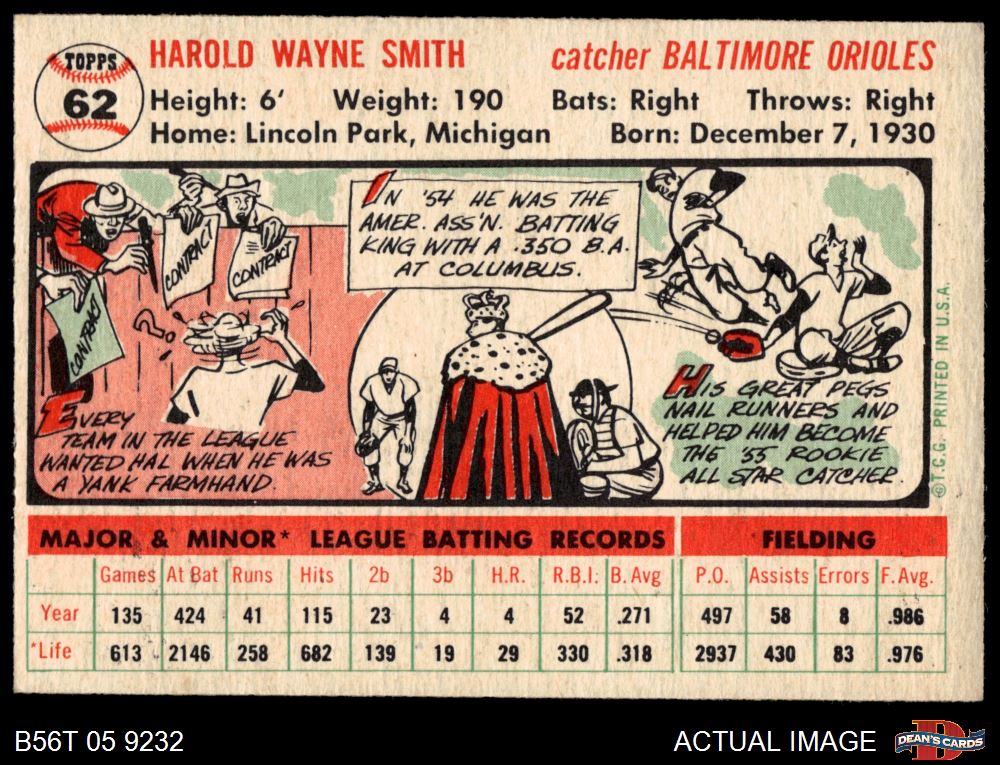 TOPPS
62
HAROLD WAYNE SMITH catcher BALTIMORE ORIOLES
Height: 6' Weight: 190 Bats: Right Throws: Right
Home: Lincoln Park, Michigan Born: December 7, 1930
CONTRACT
CONTRACT
CONTRACT
EVERY
TEAM IN THE LEAGUE
WANTED HAL WHEN HE WAS
A YANK FARMHAND.
IN '54 HE WAS THE
AMER. ASS'N. BATTING
KING WITH A .350 B.A.
AT COLUMBUS.
HIS GREAT PEGS
NAIL RUNNERS AND
HELPED HIM BECOME
THE '55 ROOKIE
ALL STAR CATCHER.
©T.C.G. PRINTED IN U.S.A.
MAJOR & MINOR* LEAGUE BATTING RECORDS FIELDING
Games At Bat Runs Hits 2b 3b H.R. R.B.I. B. Avg P.O. Assists Errors F. Avg.
Year 135 424 41 115 23 4 4 52 .271 497 58 8 .986
*Life 613 2146 258 682 139 19 29 330 .318 2937 430 83 .976
B56T 05 9232 ACTUAL IMAGE DEAN'S CARDS